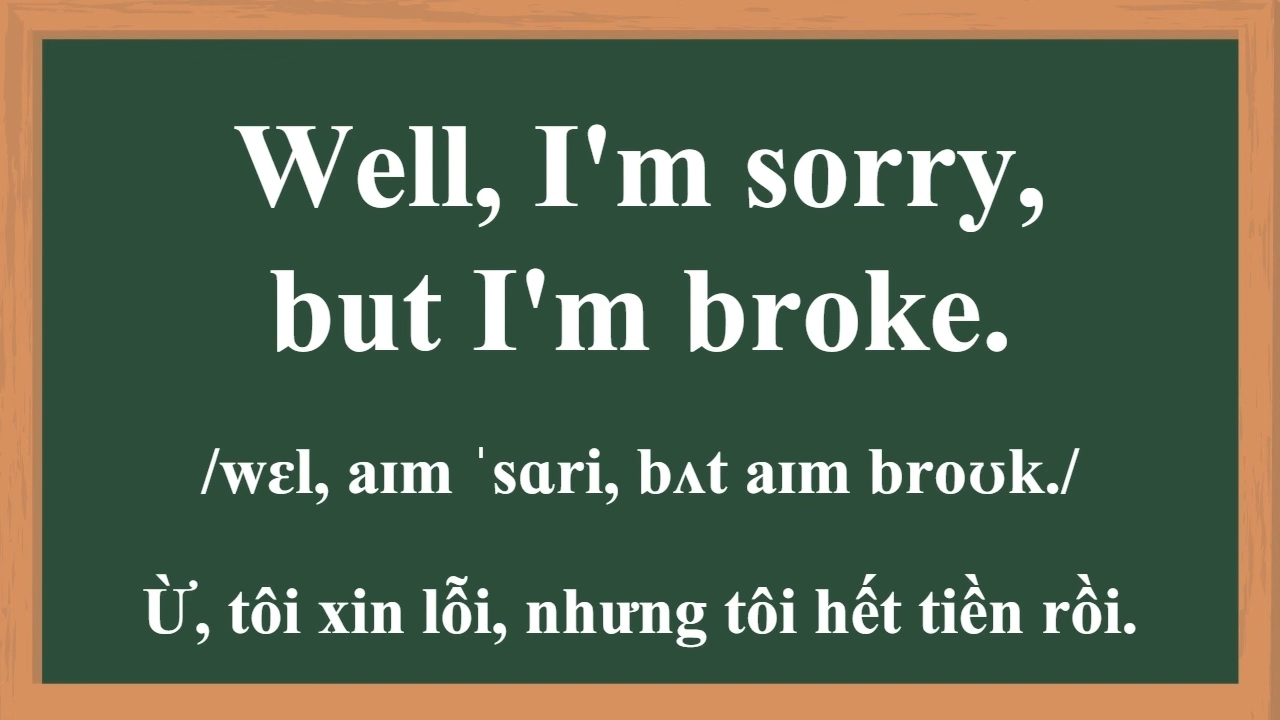 Well, I'm sorry,
but I'm broke.
/wɛl, aɪm ˈsɑri, bʌt aɪm broʊk./
Ừ, tôi xin lỗi, nhưng tôi hết tiền rồi.